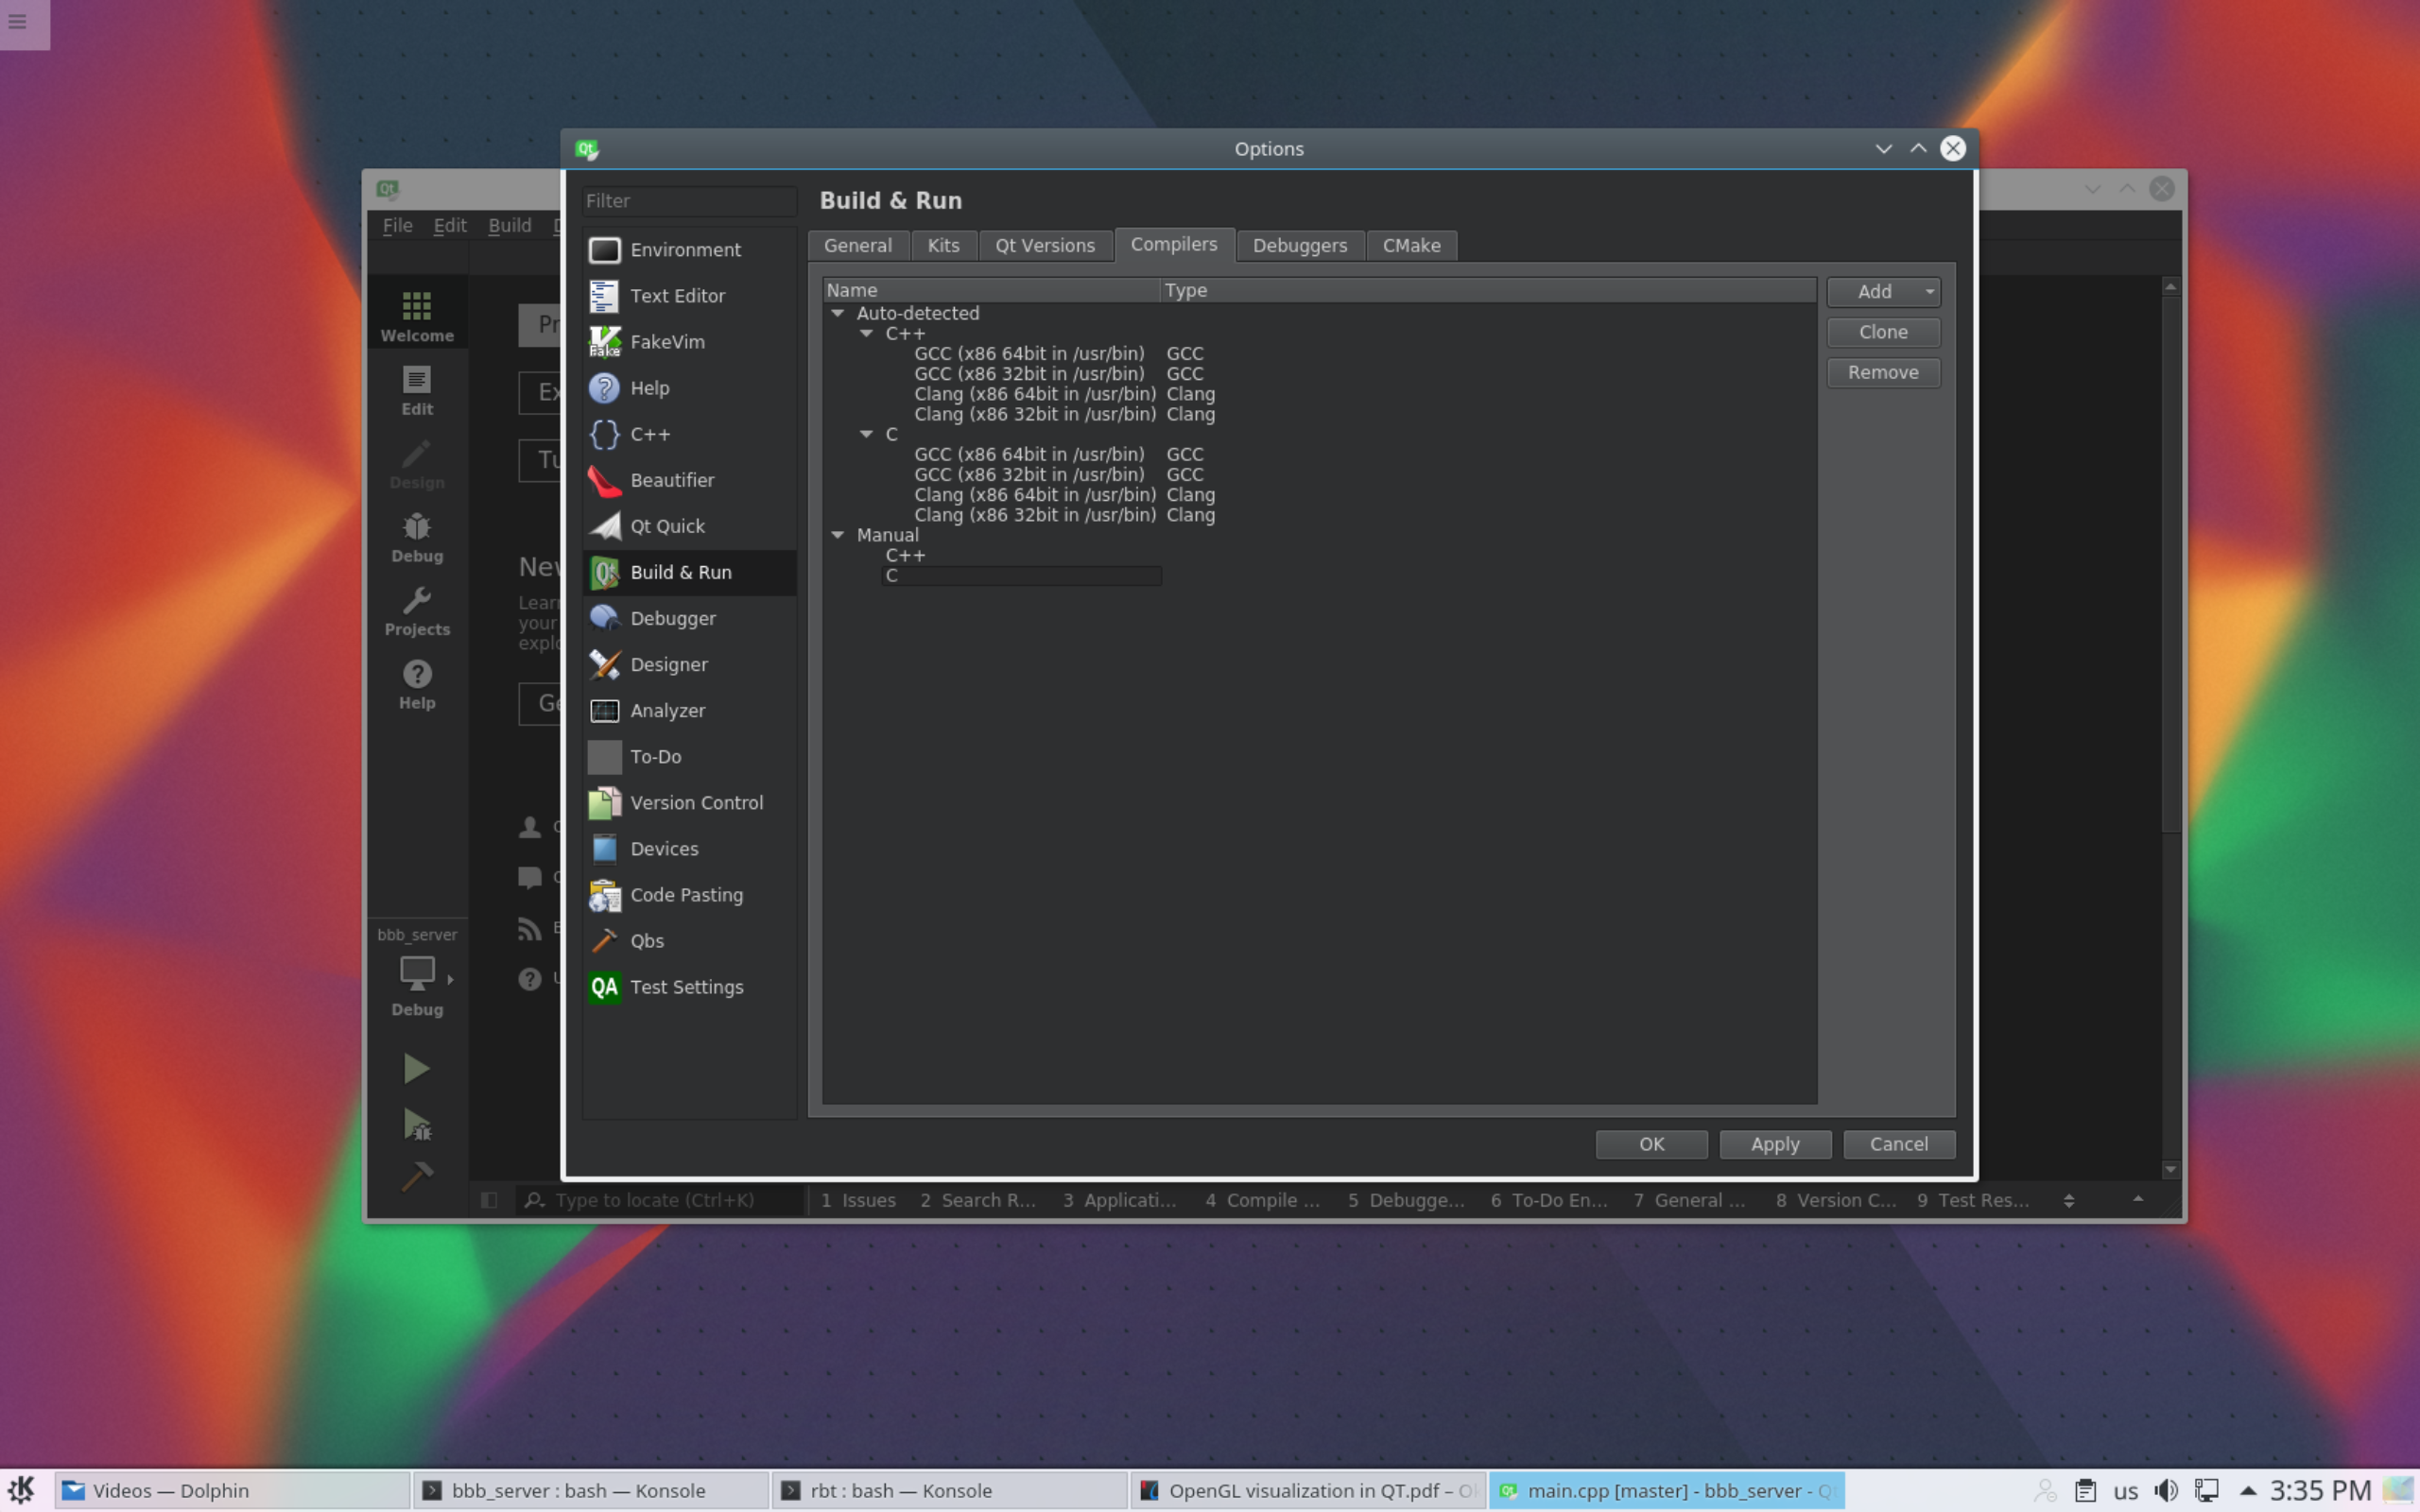 Options
Filter
Build & Run
Environment
Text Editor
FakeVim
Help
C++
Beautifier
Qt Quick
Build & Run
Debugger
Designer
Analyzer
To-Do
Version Control
Devices
Code Pasting
Qbs
QA Test Settings
General Kits Qt Versions Compilers Debuggers CMake
Name Type
Auto-detected
C++
GCC (x86 64bit in /usr/bin) GCC
GCC (x86 32bit in /usr/bin) GCC
Clang (x86 64bit in /usr/bin) Clang
Clang (x86 32bit in /usr/bin) Clang
C
GCC (x86 64bit in /usr/bin) GCC
GCC (x86 32bit in /usr/bin) GCC
Clang (x86 64bit in /usr/bin) Clang
Clang (x86 32bit in /usr/bin) Clang
Manual
C++
C
Add
Clone
Remove
OK Apply Cancel
File Edit Build
Welcome
Edit
Design
Debug
Projects
Help
bbb_server
Debug
Pr
Ex
Tu
New
Learn
your
explo
Ge
Type to locate (Ctrl+K) 1 Issues 2 Search R... 3 Applicati... 4 Compile ... 5 Debugge... 6 To-Do En... 7 General ... 8 Version C... 9 Test Res...
Videos — Dolphin
bbb_server : bash — Konsole
rbt : bash — Konsole
OpenGL visualization in QT.pdf – Ok
main.cpp [master] - bbb_server - Qt
us
3:35 PM